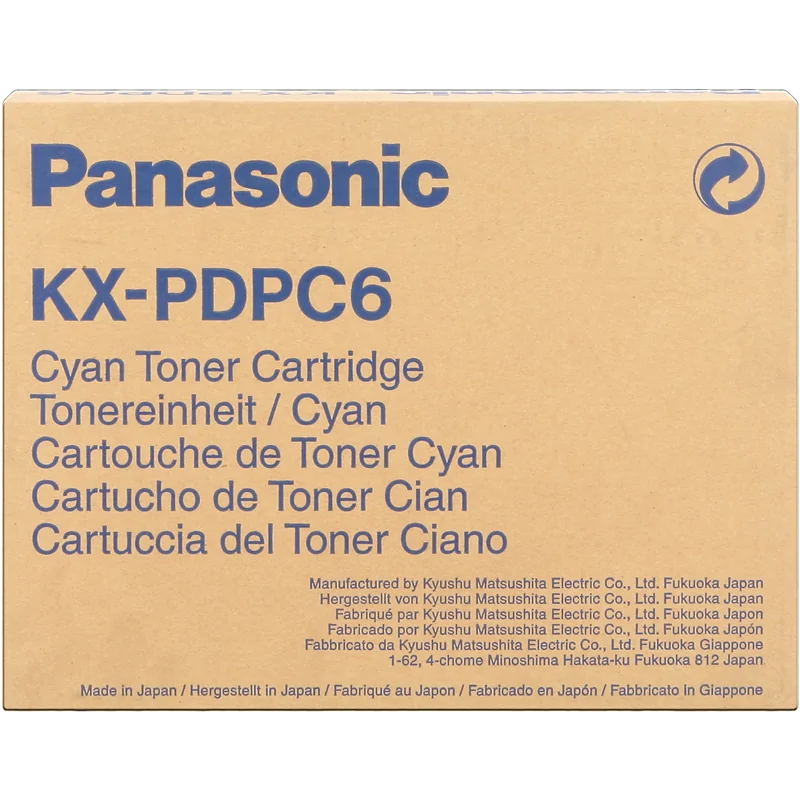 Panasonic
KX-PDPC6
Cyan Toner Cartridge
Tonereinheit / Cyan
Cartouche de Toner Cyan
Cartucho de Toner Cian
Cartuccia del Toner Ciano
Manufactured by Kyushu Matsushita Electric Co., Ltd. Fukuoka Japan
Hergestellt von Kyushu Matsushita Electric Co., Ltd. Fukuoka Japan
Fabriqué par Kyushu Matsushita Electric Co., Ltd. Fukuoka Japon
Fabricado por Kyushu Matsushita Electric Co., Ltd. Fukuoka Japón
Fabbricato da Kyushu Matsushita Electric Co., Ltd. Fukuoka Giappone
1-62, 4-chome Minoshima Hakata-ku Fukuoka 812 Japan
Made in Japan / Hergestellt in Japan / Fabriqué au Japon / Fabricado en Japón / Fabbricato in Giappone